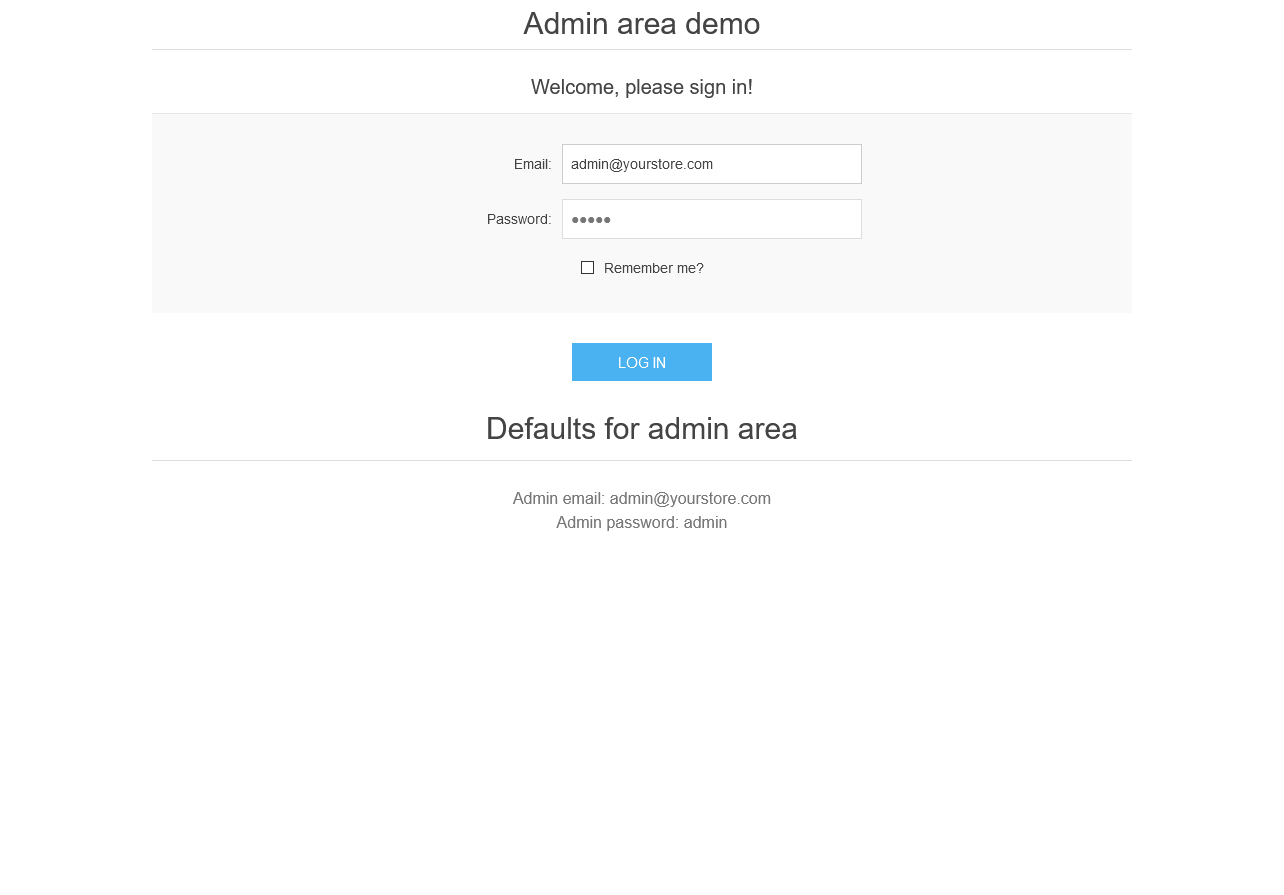 Admin area demo
Welcome, please sign in!
Email: admin@yourstore.com
Password: ●●●●●
Remember me?
LOG IN
Defaults for admin area
Admin email: admin@yourstore.com
Admin password: admin